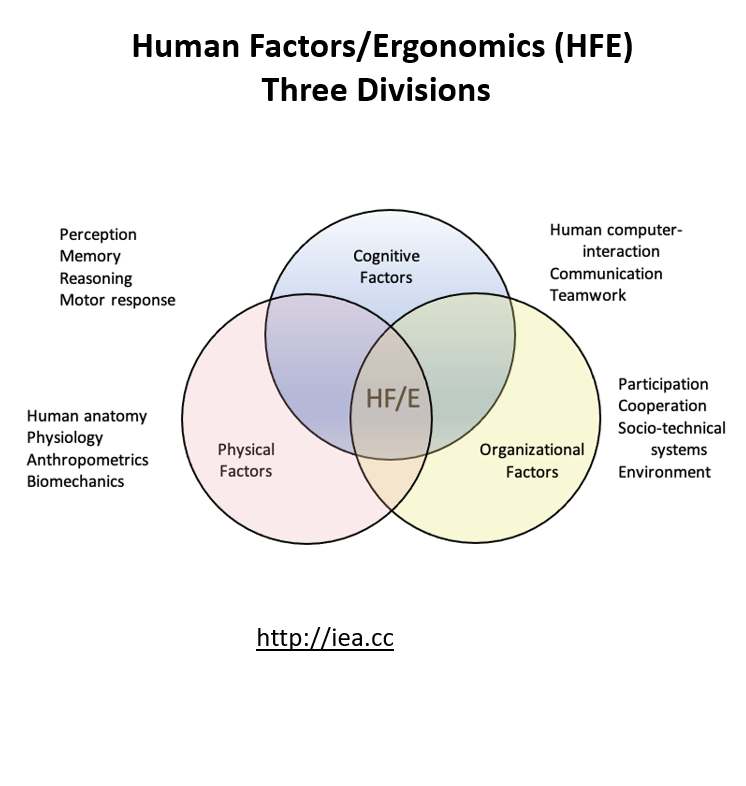 Human Factors/Ergonomics (HFE)
Three Divisions
Perception
Memory
Reasoning
Motor response
Cognitive
Factors
Human computer-
interaction
Communication
Teamwork
Human anatomy
Physiology
Anthropometrics
Biomechanics
Physical
Factors
HF/E
Organizational
Factors
Participation
Cooperation
Socio-technical
systems
Environment
http://iea.cc